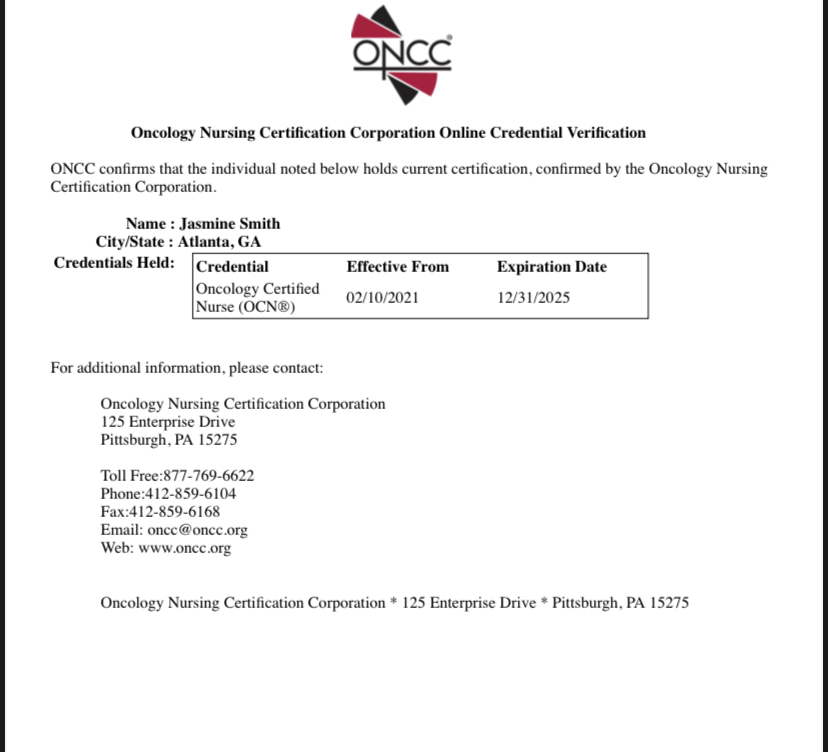 ONCC®
Oncology Nursing Certification Corporation Online Credential Verification
ONCC confirms that the individual noted below holds current certification, confirmed by the Oncology Nursing
Certification Corporation.
Name : Jasmine Smith
City/State : Atlanta, GA
Credentials Held:
Credential Effective From Expiration Date
Oncology Certified
Nurse (OCN®) 02/10/2021 12/31/2025
For additional information, please contact:
Oncology Nursing Certification Corporation
125 Enterprise Drive
Pittsburgh, PA 15275
Toll Free:877-769-6622
Phone:412-859-6104
Fax:412-859-6168
Email: oncc@oncc.org
Web: www.oncc.org
Oncology Nursing Certification Corporation * 125 Enterprise Drive * Pittsburgh, PA 15275